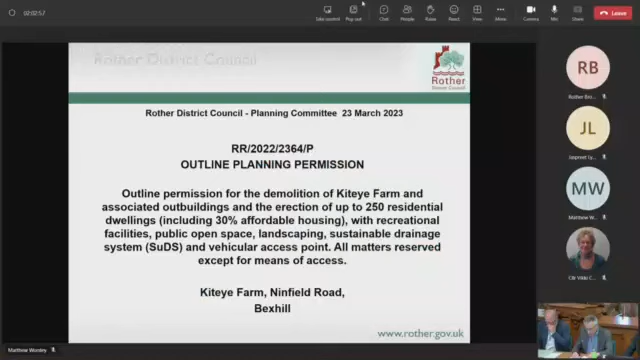 02:02:57
Take control
Pop out
Chat
People
Raise
React
View
More
Camera
Mic
Share
Leave
Rother District Council
Rother
District Council
Rother District Council - Planning Committee 23 March 2023
RR/2022/2364/P
OUTLINE PLANNING PERMISSION
Outline permission for the demolition of Kiteye Farm and
associated outbuildings and the erection of up to 250 residential
dwellings (including 30% affordable housing), with recreational
facilities, public open space, landscaping, sustainable drainage
system (SuDS) and vehicular access point. All matters reserved
except for means of access.
Kiteye Farm, Ninfield Road,
Bexhill
www.rother.gov.uk
RB
JL
MW
Matthew W...